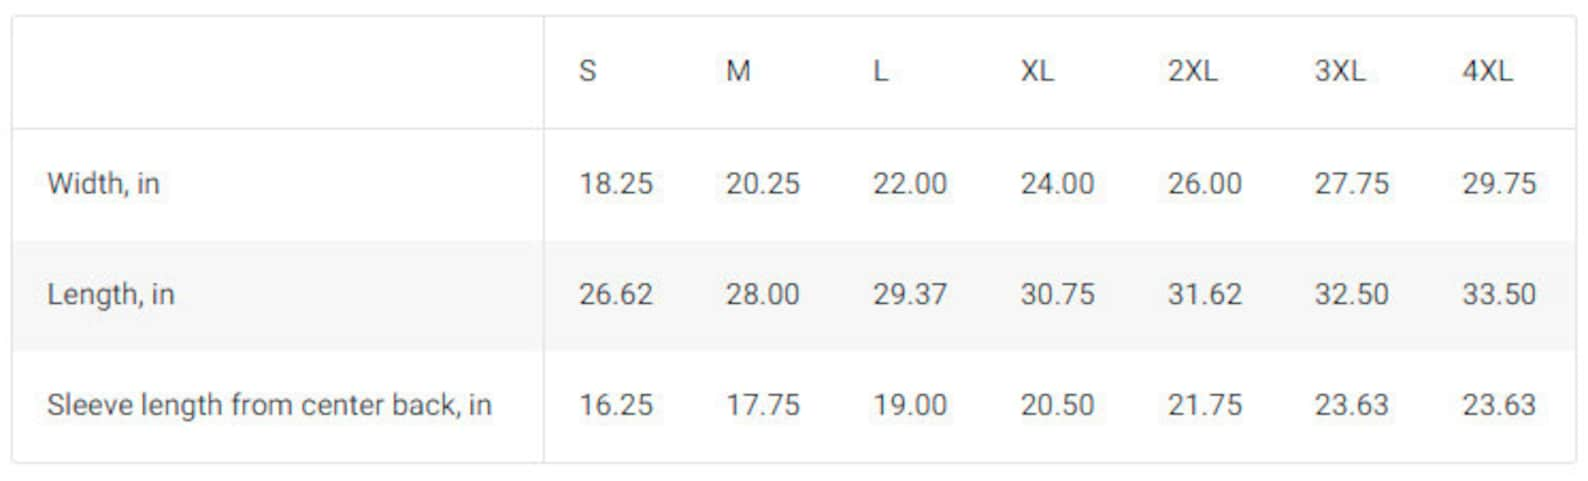 S M L XL 2XL 3XL 4XL
Width, in 18.25 20.25 22.00 24.00 26.00 27.75 29.75
Length, in 26.62 28.00 29.37 30.75 31.62 32.50 33.50
Sleeve length from center back, in 16.25 17.75 19.00 20.50 21.75 23.63 23.63